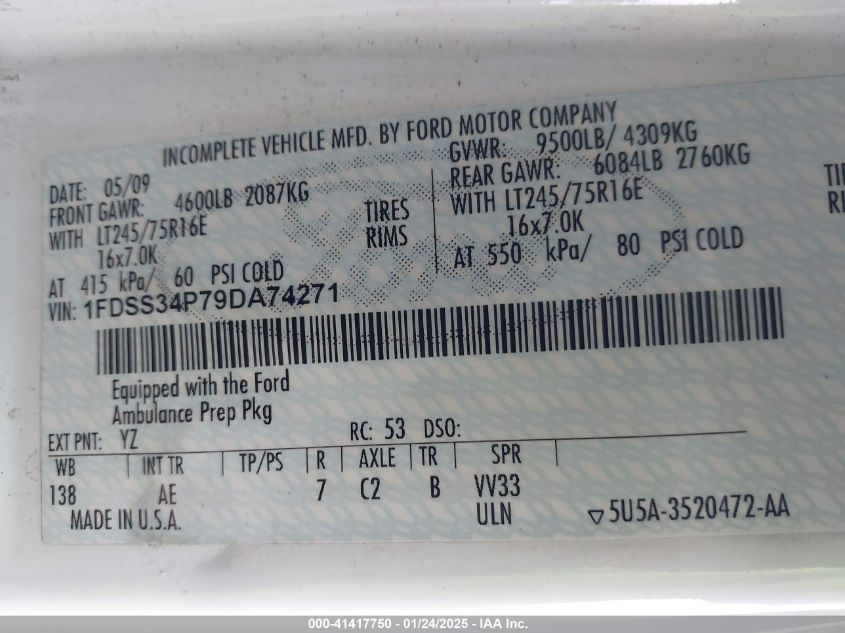 INCOMPLETE VEHICLE MFD. BY FORD MOTOR COMPANY
DATE: 05/09
GVWR: 9500LB/ 4309KG
FRONT GAWR: 4600LB 2087KG
REAR GAWR: 6084LB 2760KG
WITH LT245/75R16E TIRES
WITH LT245/75R16E
16x7.0K RIMS
16x7.0K
AT 415 kPa/ 60 PSI COLD
AT 550 kPa/ 80 PSI COLD
VIN: 1FDSS34P79DA74271
Equipped with the Ford
Ambulance Prep Pkg
EXT PNT: YZ RC: 53 DSO:
WB INT TR TP/PS R AXLE TR SPR
138 AE 7 C2 B VV33
MADE IN U.S.A. ULN ▽5U5A-3520472-AA
000-41417750 - 01/24/2025 - IAA Inc.